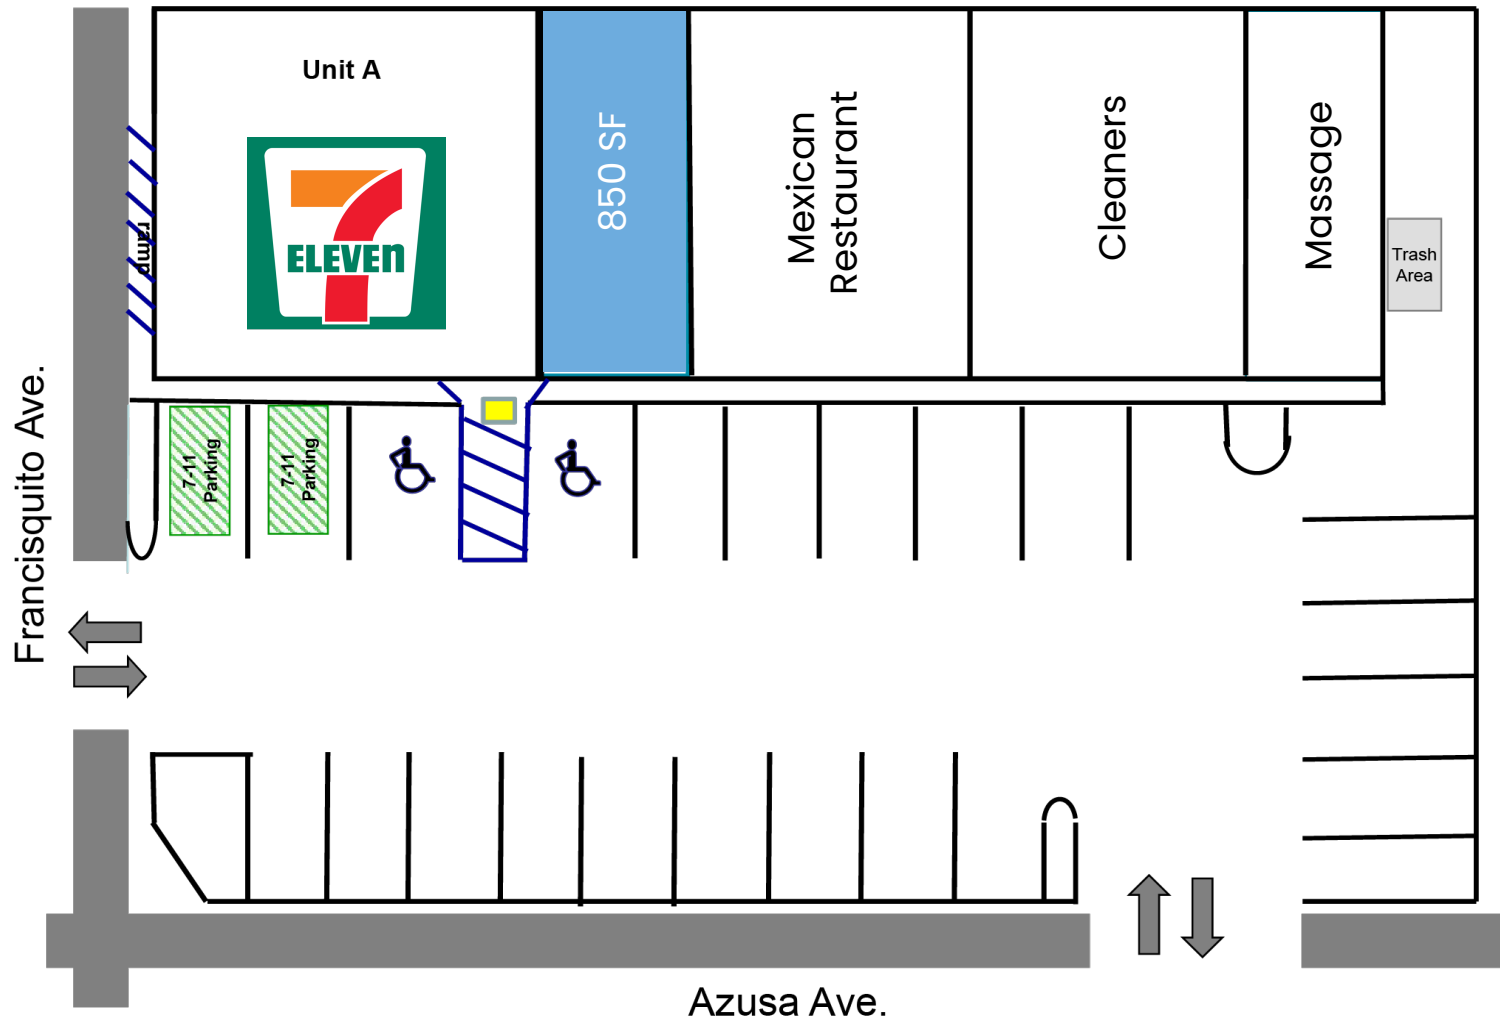 Unit A
7
ELEVEn
850 SF
Mexican
Restaurant
Cleaners
Massage
Trash
Area
ramp
7-11
Parking
7-11
Parking
Francisquito Ave.
Azusa Ave.